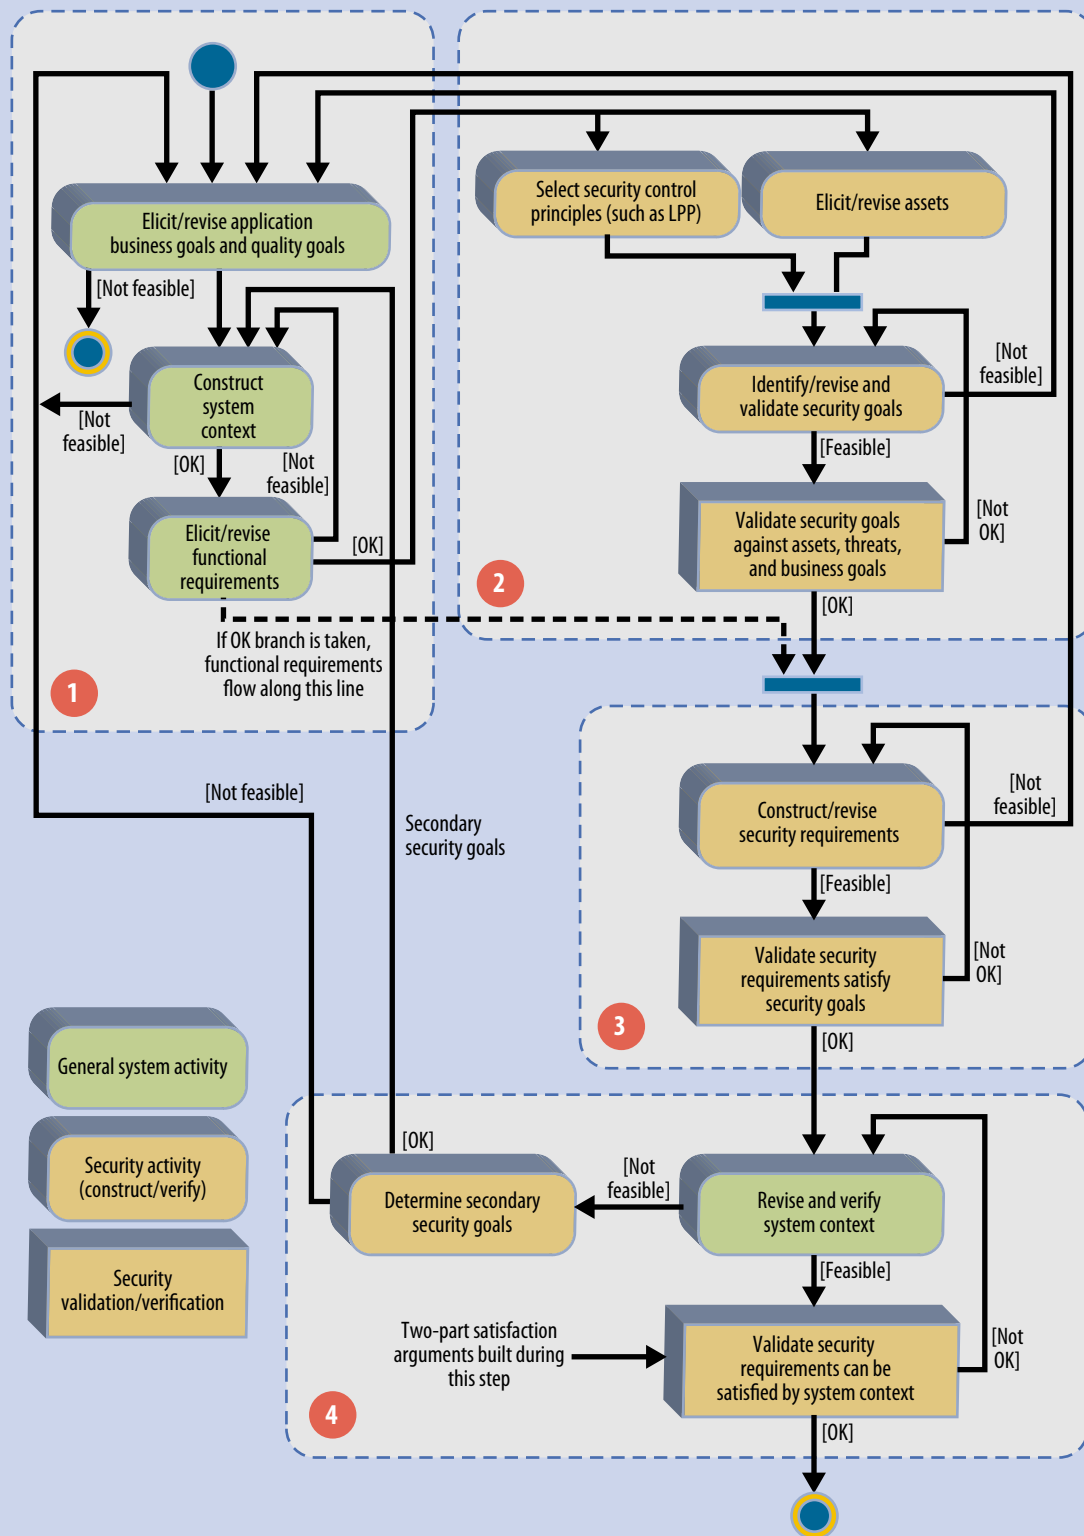 Elicit/revise application
business goals and quality goals
[Not feasible]
Construct
system
context
[Not
feasible]
[OK]
[Not
feasible]
Elicit/revise
functional
requirements
[OK]
If OK branch is taken,
functional requirements
flow along this line
1
Select security control
principles (such as LPP)
Elicit/revise assets
Identify/revise and
validate security goals
[Not
feasible]
[Feasible]
Validate security goals
against assets, threats,
and business goals
[Not
OK]
[OK]
2
Construct/revise
security requirements
[Not
feasible]
[Feasible]
Validate security
requirements satisfy
security goals
[Not
OK]
[OK]
3
[Not feasible]
Secondary
security goals
[OK]
Determine secondary
security goals
[Not
feasible]
Revise and verify
system context
[Feasible]
Two-part satisfaction
arguments built during
this step
Validate security
requirements can be
satisfied by system context
[Not
OK]
[OK]
4
General system activity
Security activity
(construct/verify)
Security
validation/verification